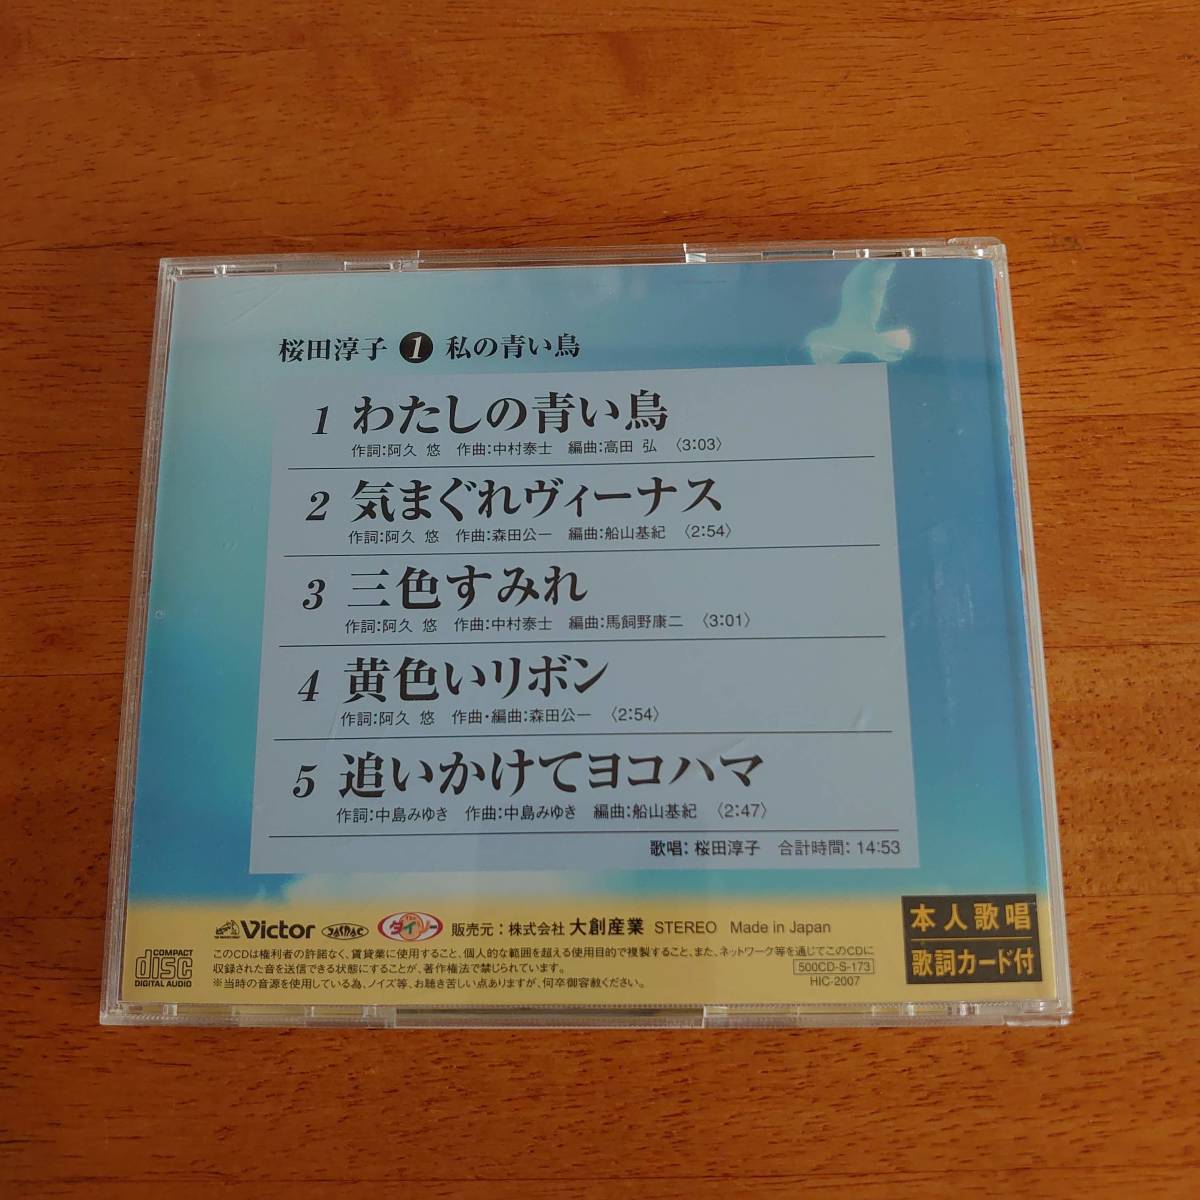 桜田淳子 1 私の青い鳥
1 わたしの青い鳥
作詞:阿久 悠 作曲:中村泰士 編曲:高田 弘 〈3:03〉
2 気まぐれヴィーナス
作詞:阿久 悠 作曲:森田公一 編曲:船山基紀 〈2:54〉
3 三色すみれ
作詞:阿久 悠 作曲:中村泰士 編曲:馬飼野康二 〈3:01〉
4 黄色いリボン
作詞:阿久 悠 作曲・編曲:森田公一 〈2:54〉
5 追いかけてヨコハマ
作詞:中島みゆき 作曲:中島みゆき 編曲:船山基紀 〈2:47〉
歌唱: 桜田淳子 合計時間: 14:53
Victor JASRAC The ダイソー 販売元:株式会社 大創産業 STEREO Made in Japan
本人歌唱
歌詞カード付
COMPACT
disc
DIGITAL AUDIO
このCDは権利者の許諾なく、賃貸業に使用すること、個人的な範囲を超える使用目的で複製すること、また、ネットワーク等を通じてこのCDに
収録された音を送信できる状態にすることが、著作権法で禁じられています。
※当時の音源を使用している為、ノイズ等、お聴き苦しい点ありますが、何卒御容赦ください。
500CD-S-173
HIC-2007